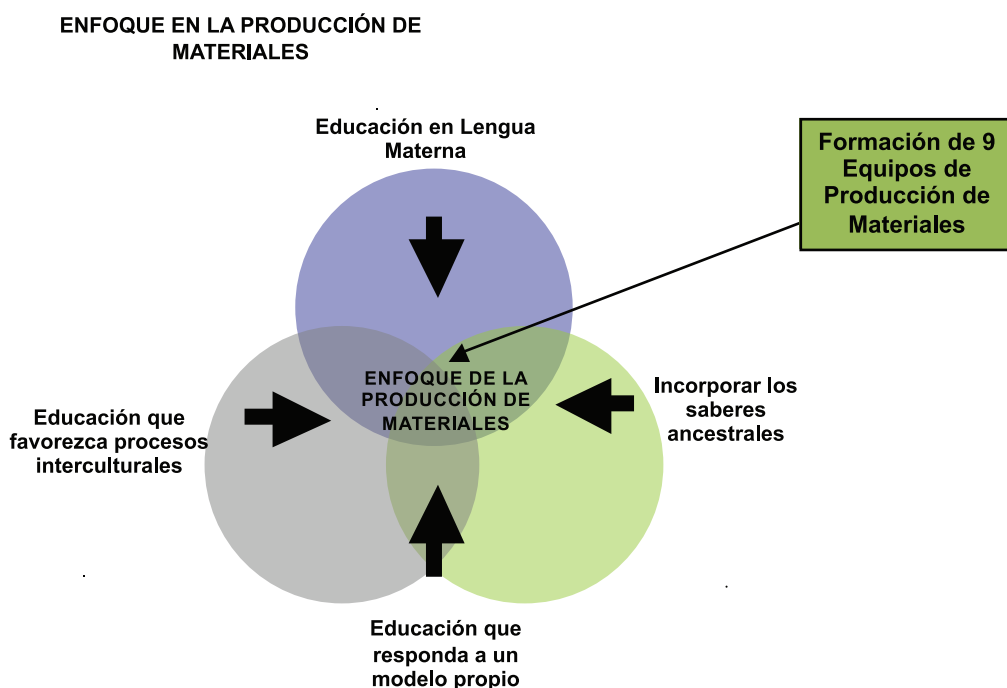 ENFOQUE EN LA PRODUCCIÓN DE
MATERIALES
Educación en Lengua
Materna
Formación de 9
Equipos de
Producción de
Materiales
ENFOQUE DE LA
PRODUCCIÓN DE
MATERIALES
Educación que
favorezca procesos
interculturales
Incorporar los
saberes
ancestrales
Educación que
responda a un
modelo propio